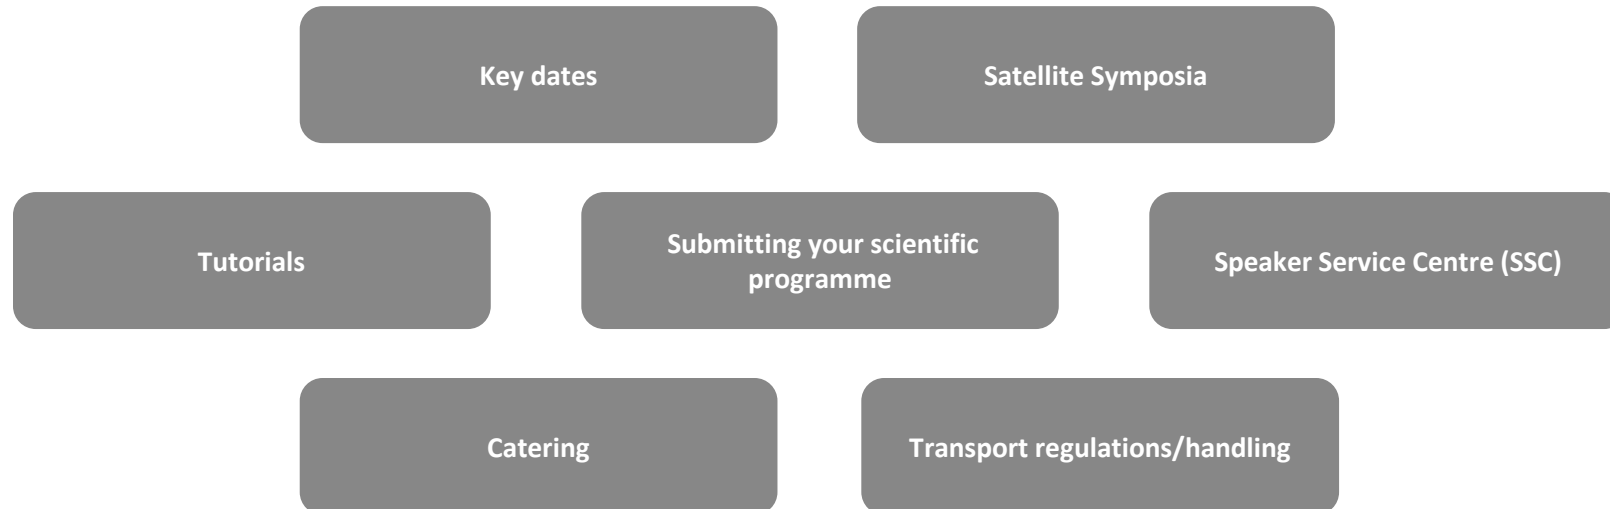 Key dates
Satellite Symposia
Tutorials
Submitting your scientific
programme
Speaker Service Centre (SSC)
Catering
Transport regulations/handling